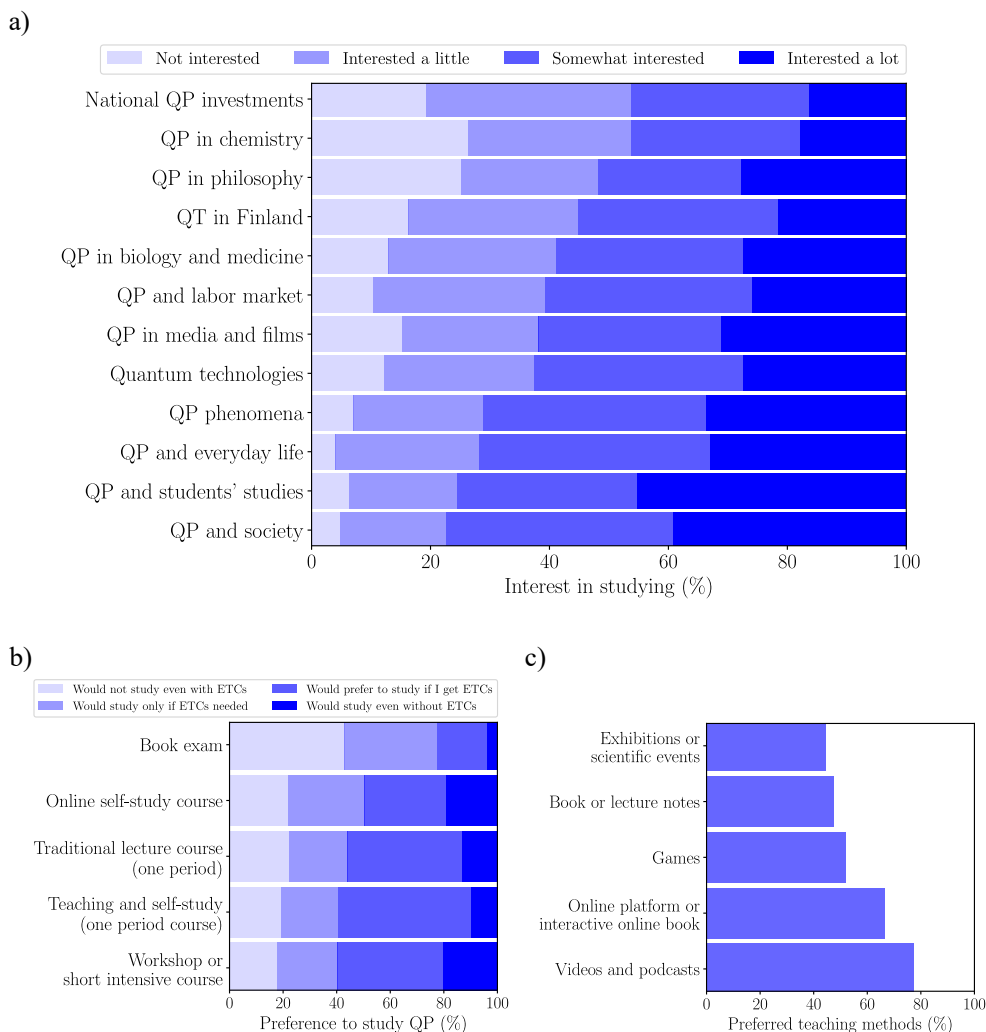 a)
Not interested
Interested a little
Somewhat interested
Interested a lot
National QP investments
QP in chemistry
QP in philosophy
QT in Finland
QP in biology and medicine
QP and labor market
QP in media and films
Quantum technologies
QP phenomena
QP and everyday life
QP and students' studies
QP and society
0 20 40 60 80 100
Interest in studying (%)
b)
Would not study even with ETCs
Would prefer to study if I get ETCs
Would study only if ETCs needed
Would study even without ETCs
Book exam
Online self-study course
Traditional lecture course
(one period)
Teaching and self-study
(one period course)
Workshop or
short intensive course
0 20 40 60 80 100
Preference to study QP (%)
c)
Exhibitions or
scientific events
Book or lecture notes
Games
Online platform or
interactive online book
Videos and podcasts
0 20 40 60 80 100
Preferred teaching methods (%)